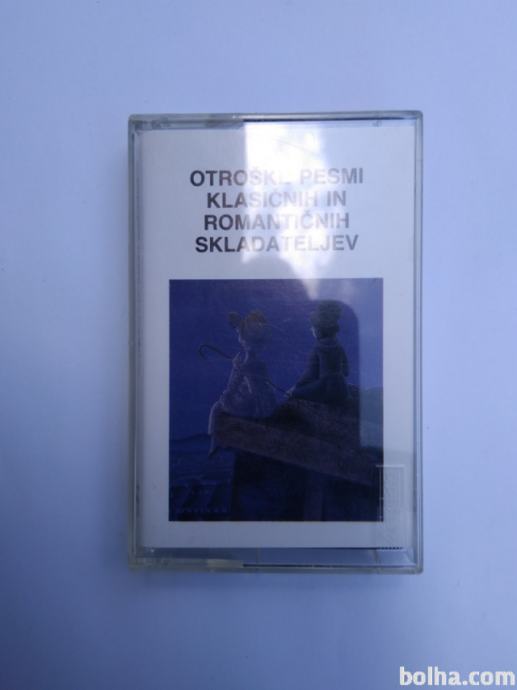 OTROŠKE PESMI
KLASIČNIH IN
ROMANTIČNIH
SKLADATELJEV
bolha.com